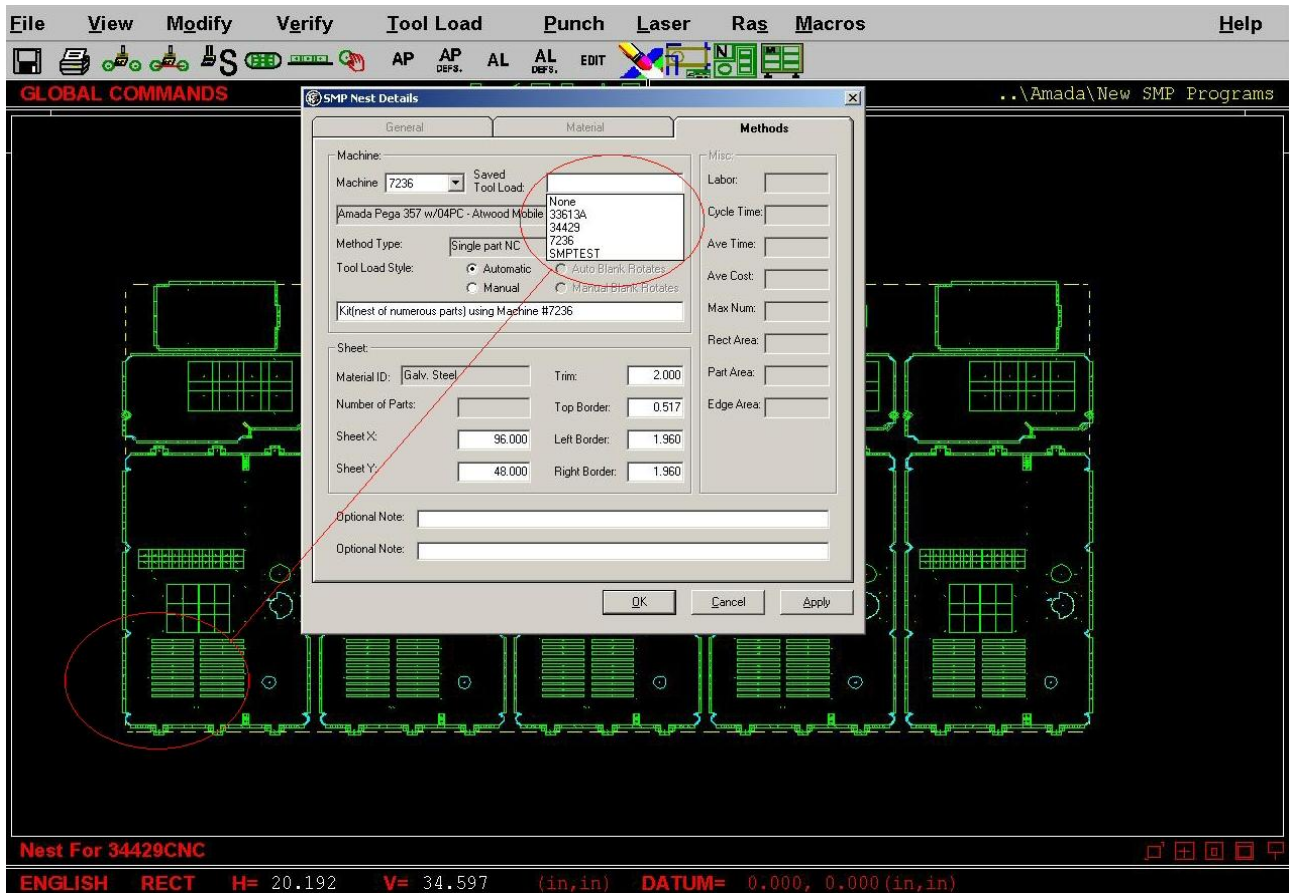 File View Modify Verify Tool Load Punch Laser Ras Macros Help
S AP AP DEFS. AL AL DEFS. EDIT N M
GLOBAL COMMANDS ..\Amada\New SMP Programs
SMP Nest Details
General Material Methods
Machine: Misc:
Machine 7236 Saved Tool Load: Labor:
None
33613A
34429
7236
SMPTEST
Amada Pega 357 w/04PC - Atwood Mobile Cycle Time:
Method Type: Single part NC Ave Time:
Tool Load Style: Automatic Auto Blank Rotates Ave Cost:
Manual Manual Blank Rotates
Kit(nest of numerous parts) using Machine #7236 Max Num:
Sheet: Rect Area:
Material ID: Galv. Steel Trim: 2.000 Part Area:
Number of Parts: Top Border: 0.517 Edge Area:
Sheet X: 96.000 Left Border: 1.960
Sheet Y: 48.000 Right Border: 1.960
Optional Note:
Optional Note:
OK Cancel Apply
Nest For 34429CNC
ENGLISH RECT H= 20.192 V= 34.597 (in,in) DATUM= 0.000, 0.000(in,in)